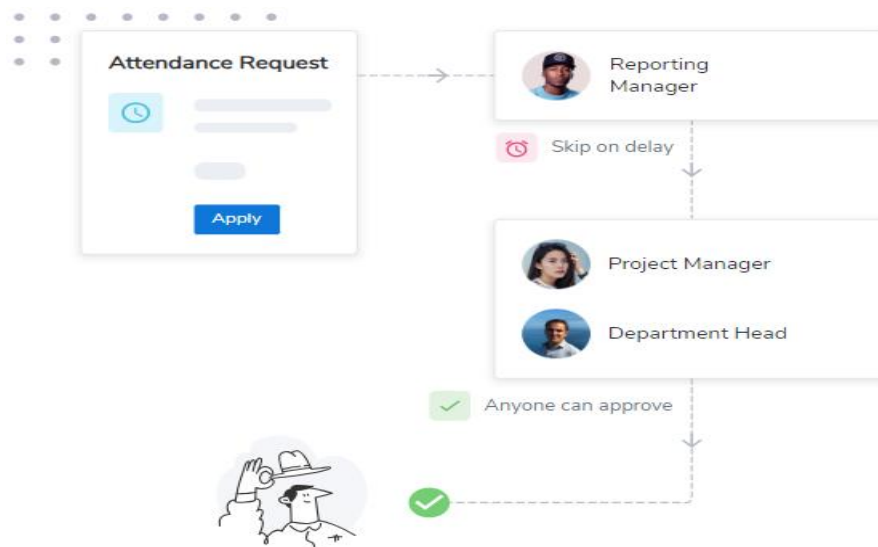 Attendance Request
Apply
Reporting
Manager
Skip on delay
Project Manager
Department Head
Anyone can approve